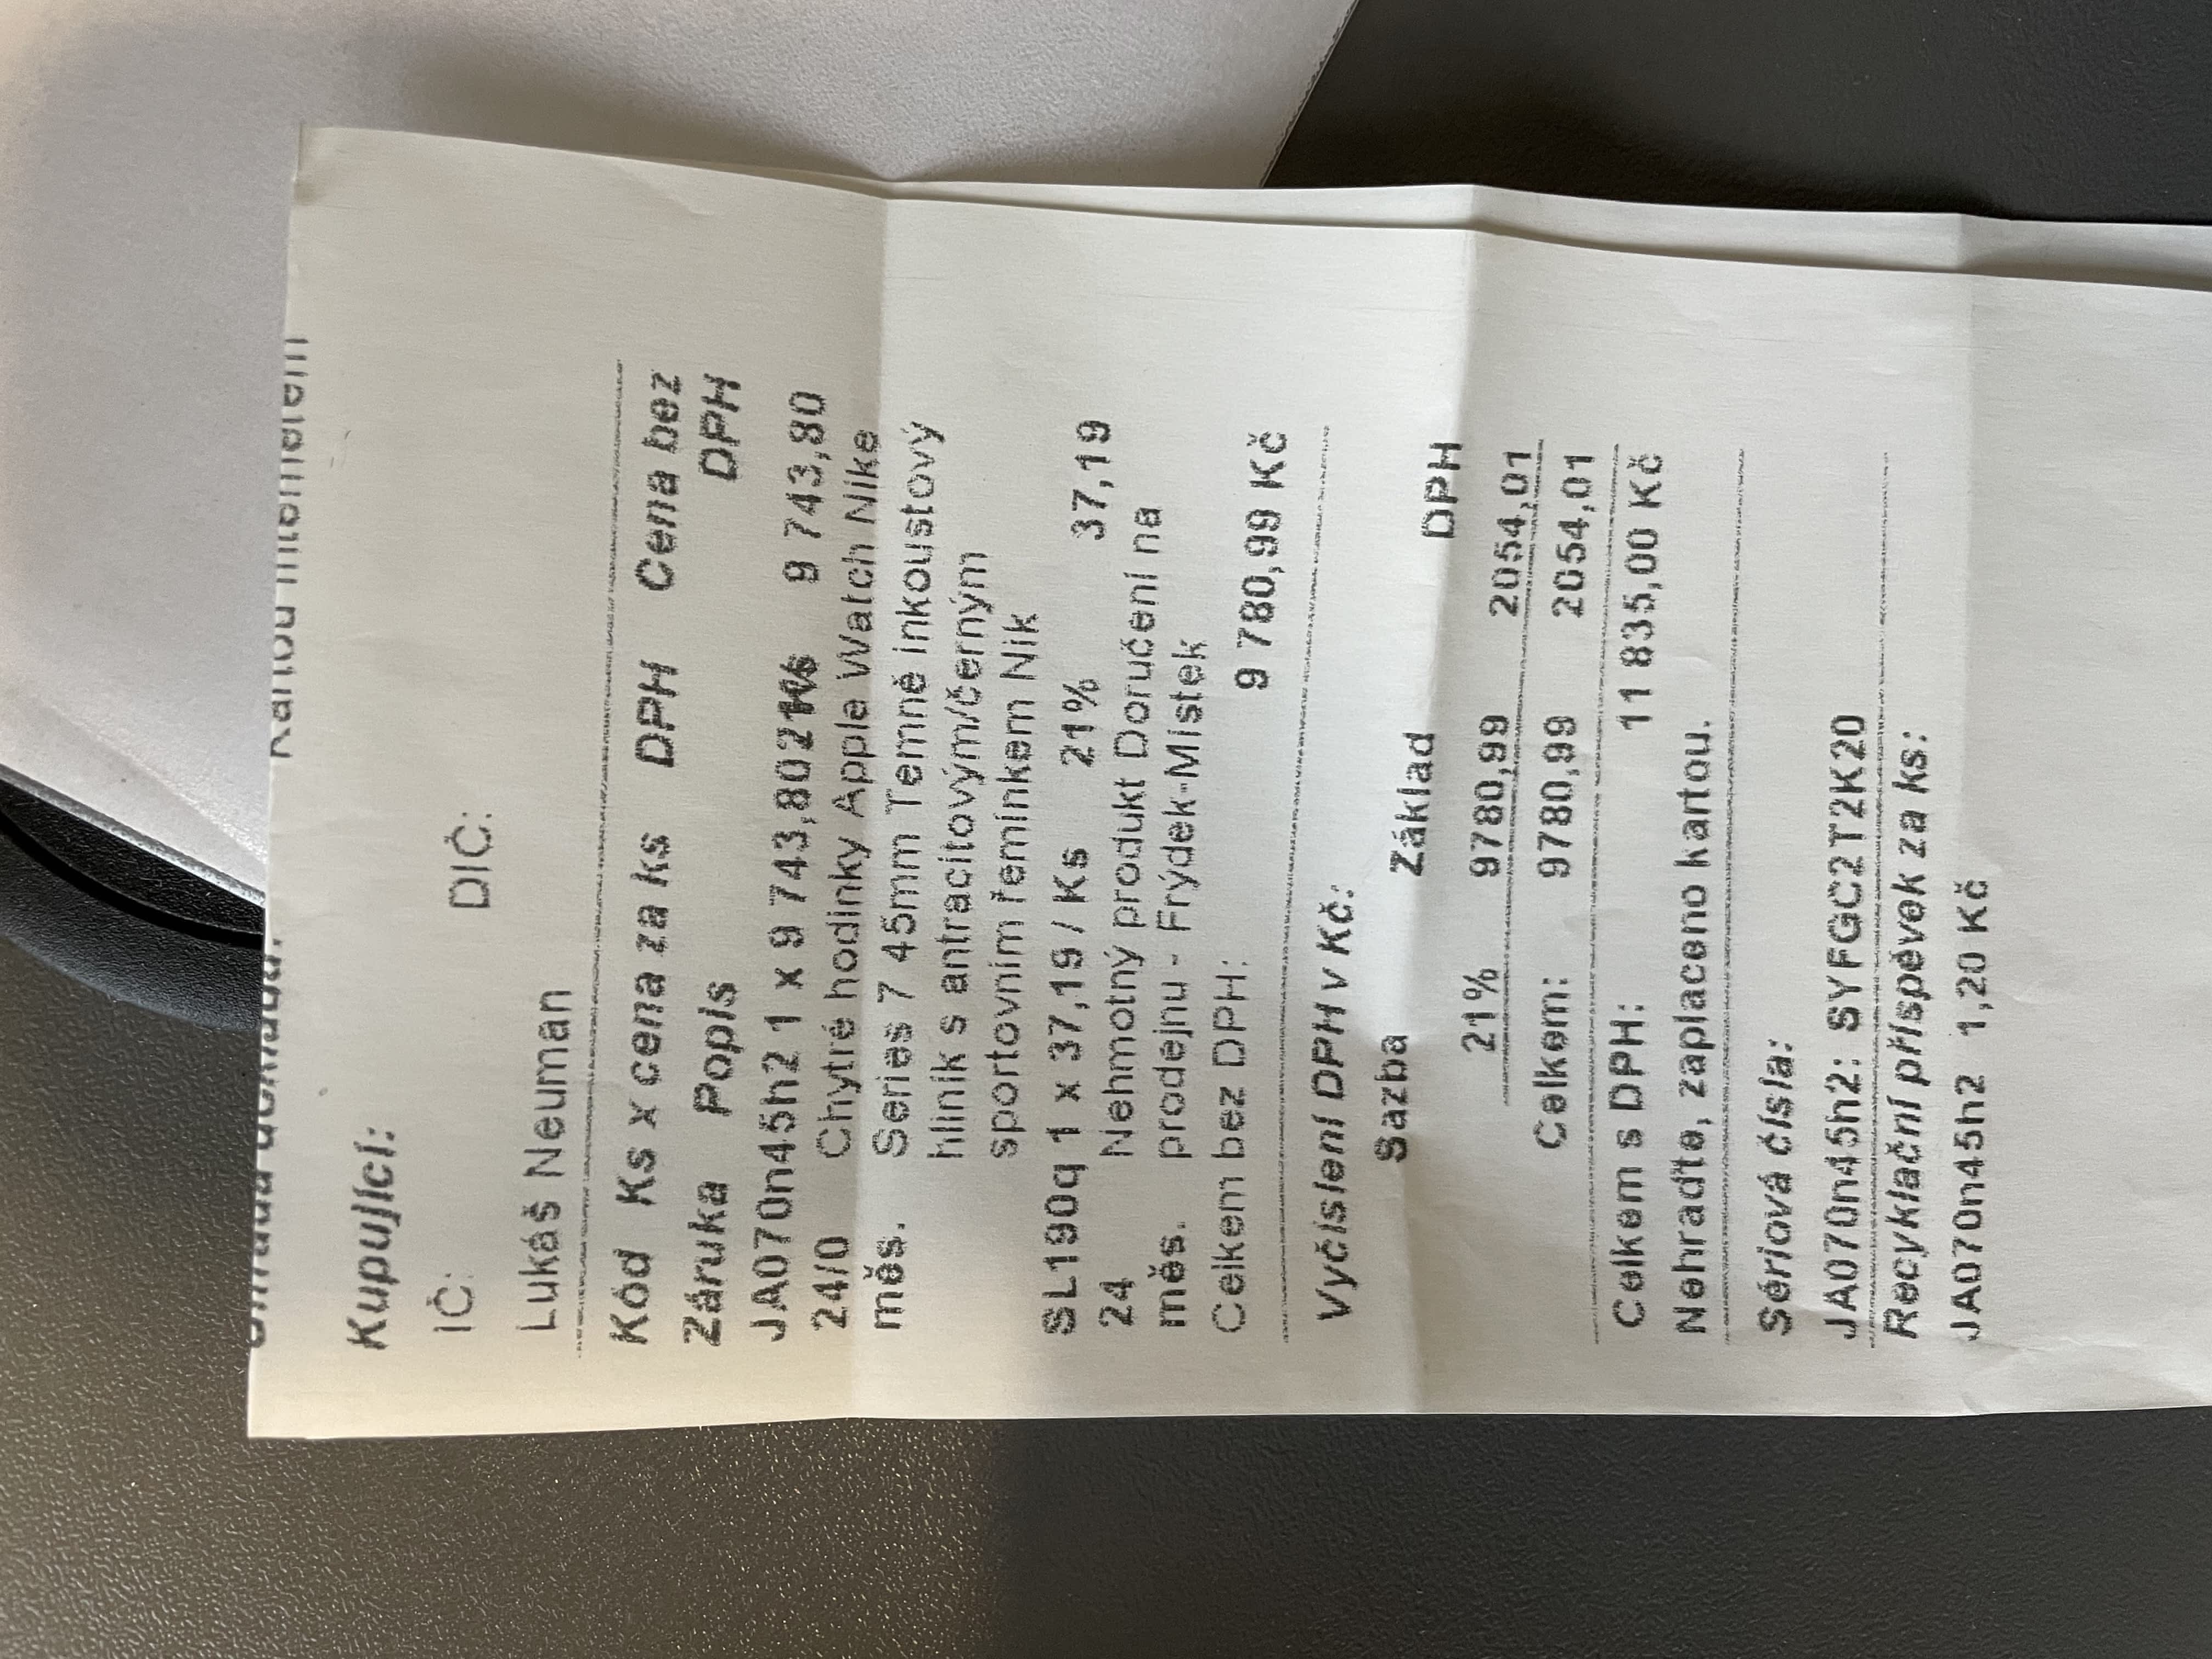 Kupující:
IČ: DIČ:
Lukáš Neuman
Kód Ks x cena za ks DPH Cena bez
Záruka Popis DPH
JA070n45h2 1 x 9 743,80 21% 9 743,80
24/0 Chytré hodinky Apple Watch Nike
měs. Series 7 45mm Temně inkoustový
hliník s antracitovým/černým
sportovním řemínkem Nik
SL190q 1 x 37,19 / Ks 21% 37,19
24 Nehmotný produkt Doručení na
měs. prodejnu - Frýdek-Místek
Celkem bez DPH: 9 780,99 Kč
Vyčíslení DPH v Kč:
Sazba Základ DPH
21% 9780,99 2054,01
Celkem: 9780,99 2054,01
Celkem s DPH: 11 835,00 Kč
Nehraďte, zaplaceno kartou.
Sériová čísla:
JA070n45h2: SYFGC2T2K20
Recyklační příspěvek za ks:
JA070n45h2 1,20 Kč